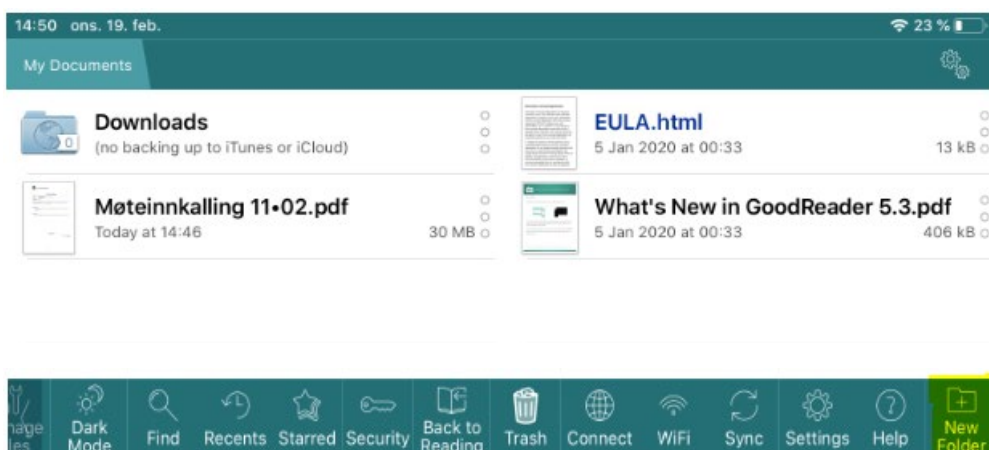 14:50 ons. 19. feb.
23 %
My Documents
Downloads
(no backing up to iTunes or iCloud)
0
EULA.html
5 Jan 2020 at 00:33
13 kB
Møteinnkalling 11•02.pdf
Today at 14:46
30 MB
What's New in GoodReader 5.3.pdf
5 Jan 2020 at 00:33
406 kB
Dark
Mode
Find
Recents
Starred
Security
Back to
Reading
Trash
Connect
WiFi
Sync
Settings
Help
New
Folder